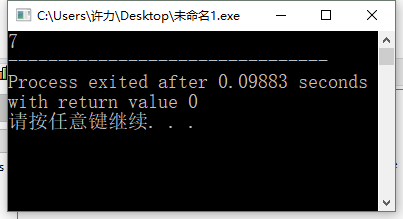 C:\Users\许力\Desktop\未命名1.exe
7
--------------------------------
Process exited after 0.09883 seconds
with return value 0
请按任意键继续. . .